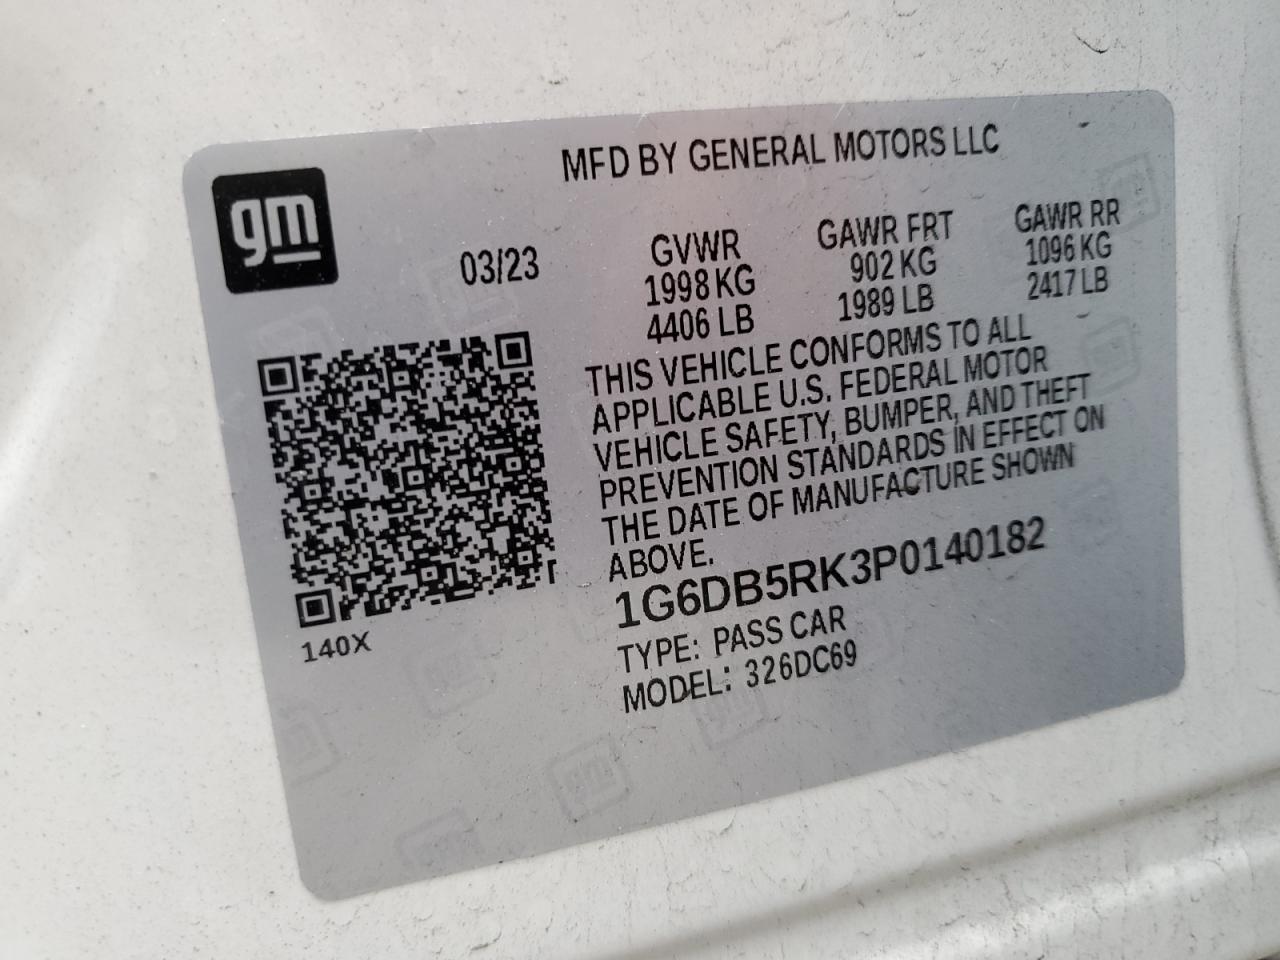 gm
MFD BY GENERAL MOTORS LLC
03/23
GVWR
1998 KG
4406 LB
GAWR FRT
902 KG
1989 LB
GAWR RR
1096 KG
2417 LB
THIS VEHICLE CONFORMS TO ALL
APPLICABLE U.S. FEDERAL MOTOR
VEHICLE SAFETY, BUMPER, AND THEFT
PREVENTION STANDARDS IN EFFECT ON
THE DATE OF MANUFACTURE SHOWN
ABOVE.
1G6DB5RK3P0140182
TYPE: PASS CAR
MODEL: 326DC69
140X